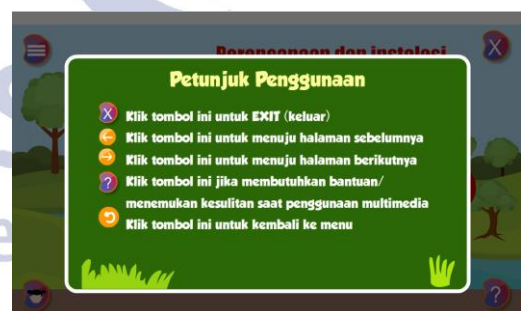 Perencanaan dan instalasi
X
Petunjuk Penggunaan
X Klik tombol ini untuk EXIT (keluar)
Klik tombol ini untuk menuju halaman sebelumnya
Klik tombol ini untuk menuju halaman berikutnya
? Klik tombol ini jika membutuhkan bantuan/
menemukan kesulitan saat penggunaan multimedia
Klik tombol ini untuk kembali ke menu
?